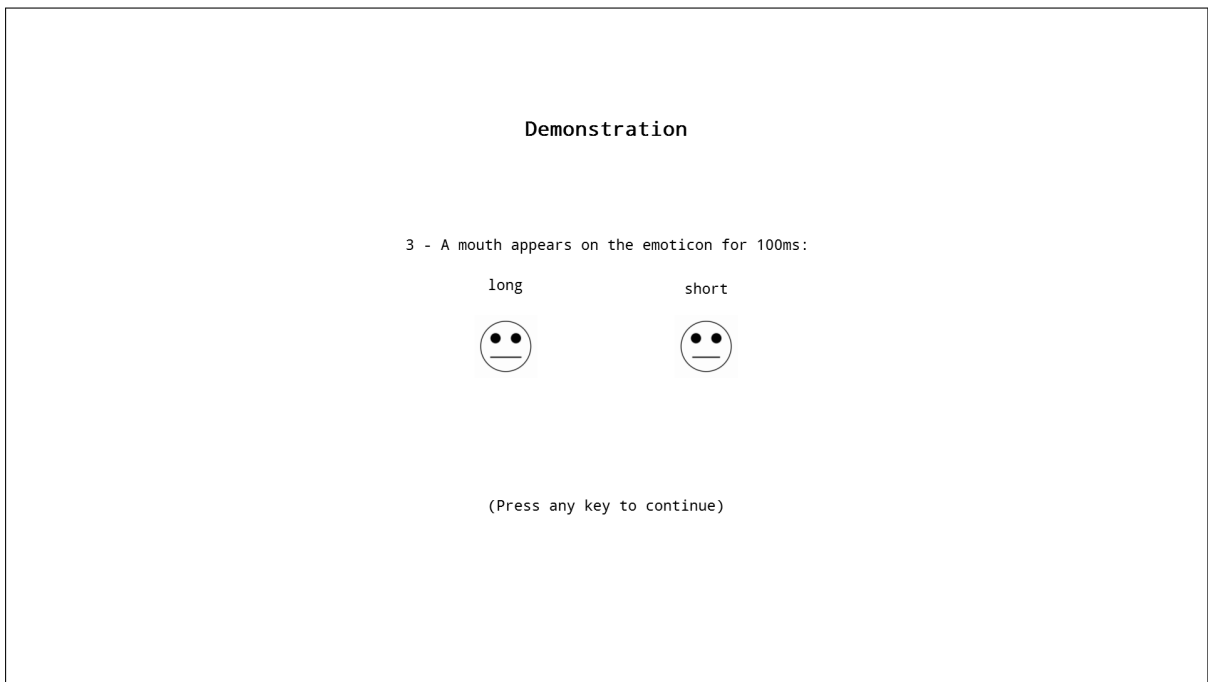 Demonstration
3 - A mouth appears on the emoticon for 100ms:
long
short
(Press any key to continue)